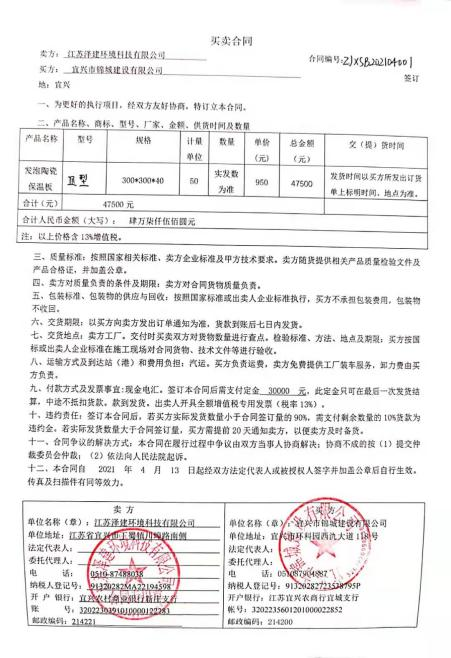 买卖合同
卖方：江苏泽建环境科技有限公司 合同编号：ZJXSB202104001
买方：宜兴市锦城建设有限公司 签订
地：宜兴
一、为更好的执行项目，经双方友好协商，特订立本合同。
二、产品名称、商标、型号、厂家、金额、供货时间及数量
产品名称 型号 规格 计量单位 数量 单价（元） 总金额（元） 交（提）货时间
发泡陶瓷保温板 Ⅱ型 300*300*40 50 实发数为准 950 47500 发货时间以买方所发出订货单上标明时间、地点为准。
合计（元） 47500 元
合计人民币金额（大写）： 肆万柒仟伍佰圆元
注：以上价格含13%增值税。
三、质量标准：按照国家相关标准、卖方企业标准及甲方技术要求。卖方随货提供相关产品质量检验文件及
产品合格证，并加盖公章。
四、卖方对质量负责的条件及期限：卖方对合同货物质量负责。
五、包装标准、包装物的供应与回收：按照国家标准或出卖人企业标准执行，买方不承担包装费用，包装物
不收回。
六、交货期限：以买方向卖方发出订单通知为准，货款到账后七日内发货。
七、交货地点：卖方工厂。交付时买卖双方对货物数量进行查点。检验标准、方法、地点及期限：买方按国
标或出卖人企业标准在施工现场对合同货物、技术文件等进行验收。
八、运输方式及到达站（港）和费用负担：汽运。买方负责运费，卖方免费提供工厂装车服务，卸力费由买
方负责。
九、付款方式及发票事宜:现金电汇。签订本合同后需支付定金 30000 元，此定金只可在最后一次发货结
算，中途不抵扣货款。款到发货。出卖人开具全额增值税专用发票（税率13%）。
十、违约责任：签订本合同后，若买方实际发货数量小于合同签订量的90%，需支付剩余数量的10%货款为
违约金。若实际发货数量大于合同签订量，买方需提前20天通知卖方，以便卖方及时备货。
十一、合同争议的解决方式：本合同在履行过程中争议由双方当事人协商解决；协商不成的按（1）提交仲
裁委员会仲裁；（2）依法向人民法院起诉。
十二、本合同自 2021 年 4 月 13 日起经双方法定代表人或被授权人签字并加盖公章后自行生效。
传真及扫描件有同等效力。
卖 方
单位名称（章）：江苏泽建环境科技有限公司
单位地址：江苏省宜兴市丁蜀镇川埠路南侧
法定代表人：
委托代理人：
电 话： 0510-87488038
纳税人登记号：91320282MA22194598
开 户 银行：宜兴农村商业银行新庄支行
账 号：
邮政编码：214221
买 方
单位名称（章）：宜兴市锦城建设有限公司
单位地址：宜兴市环科园西氿大道118号
法定代表人：
委托代理人：
电 话：051087904887
纳税人登记号：
开户银行：江苏宜兴农商行宜城支行
帐号：3202235601201000022852
邮政编码：214200